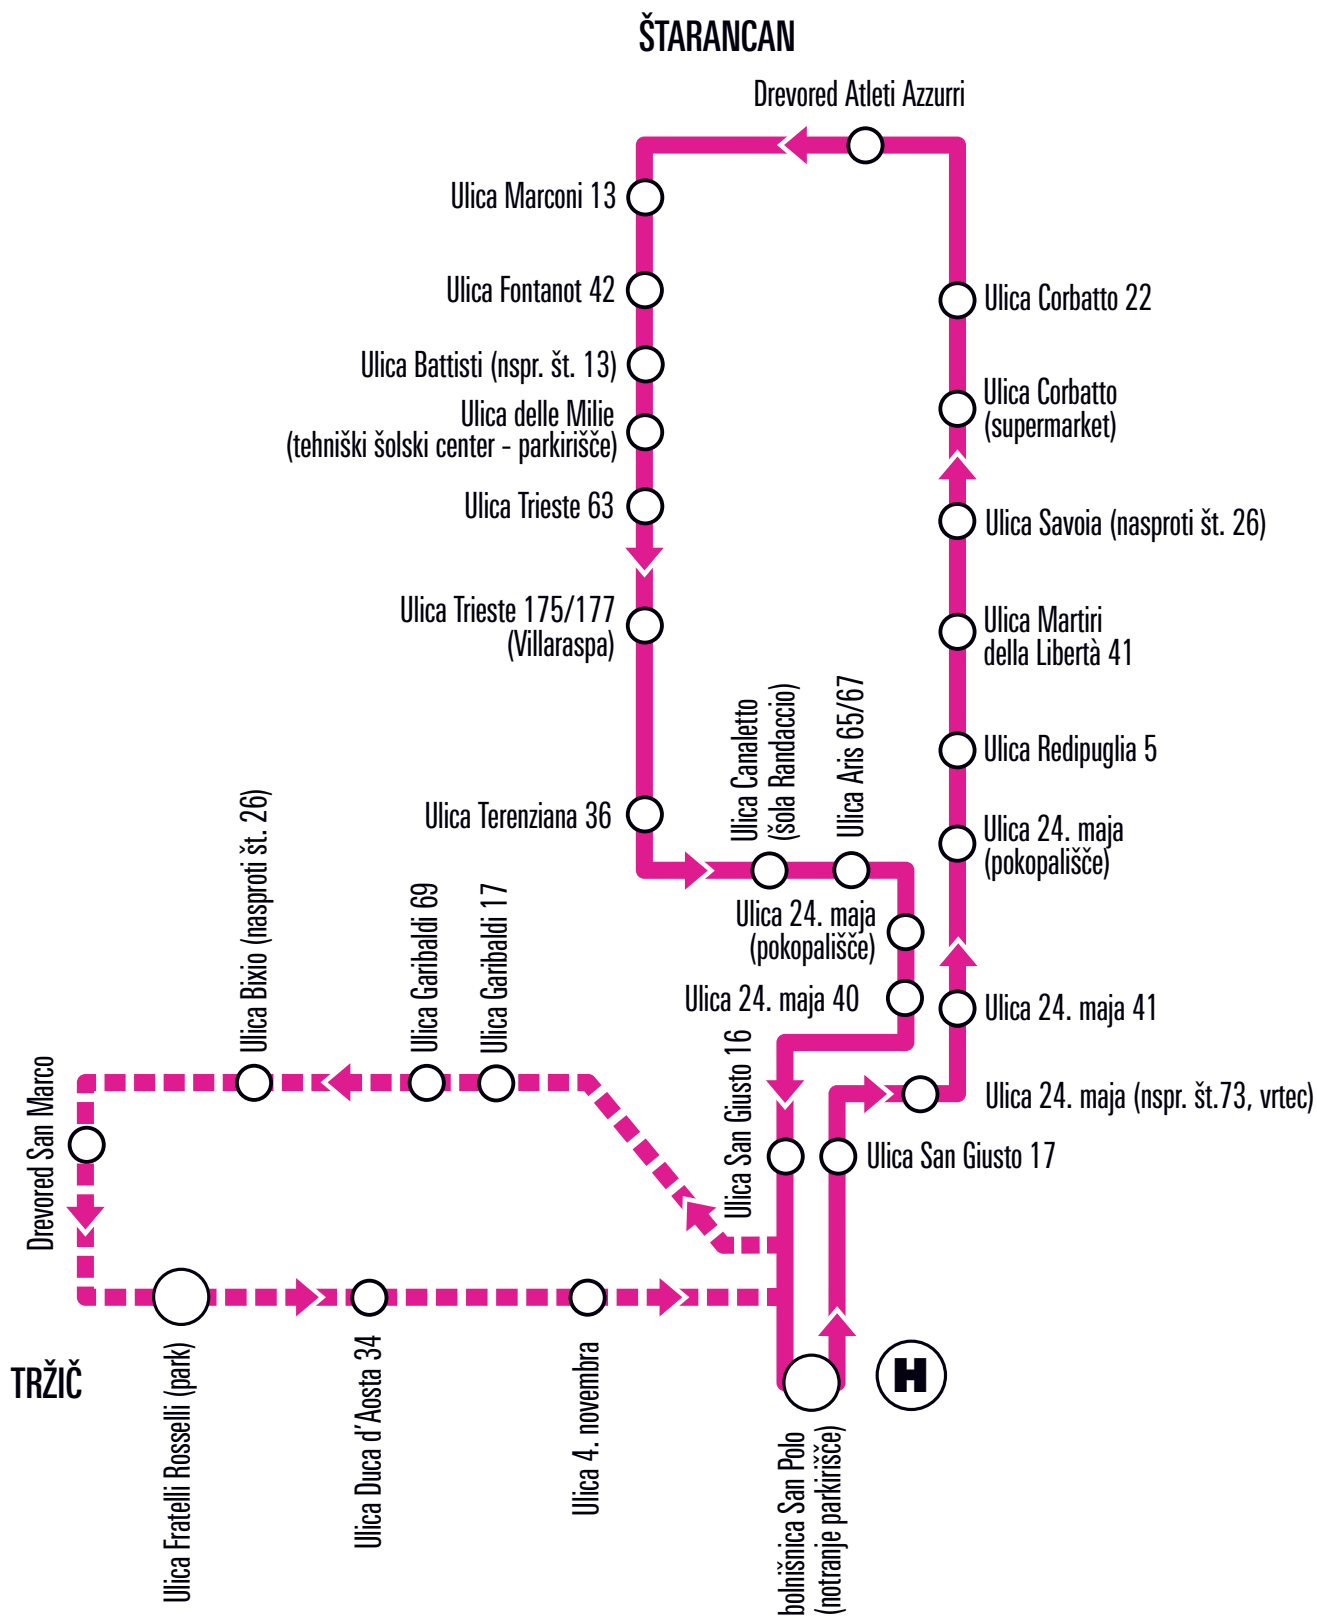 ŠTARANCAN
Drevored Atleti Azzurri
Ulica Marconi 13
Ulica Fontanot 42
Ulica Battisti (nspr. št. 13)
Ulica delle Milie
(tehniški šolski center - parkirišče)
Ulica Trieste 63
Ulica Trieste 175/177
(Villaraspa)
Ulica Terenziana 36
Ulica Canaletto
(šola Randaccio)
Ulica Aris 65/67
Ulica 24. maja
(pokopališče)
Ulica 24. maja 40
Ulica San Giusto 16
Ulica Corbatto 22
Ulica Corbatto
(supermarket)
Ulica Savoia (nasproti št. 26)
Ulica Martiri
della Libertà 41
Ulica Redipuglia 5
Ulica 24. maja
(pokopališče)
Ulica 24. maja 41
Ulica 24. maja (nspr. št.73, vrtec)
Ulica San Giusto 17
Ulica Garibaldi 17
Ulica Garibaldi 69
Ulica Bixio (nasproti št. 26)
Drevored San Marco
TRŽIČ
Ulica Fratelli Rosselli (park)
Ulica Duca d'Aosta 34
Ulica 4. novembra
bolnišnica San Polo
(notranje parkirišče)
H